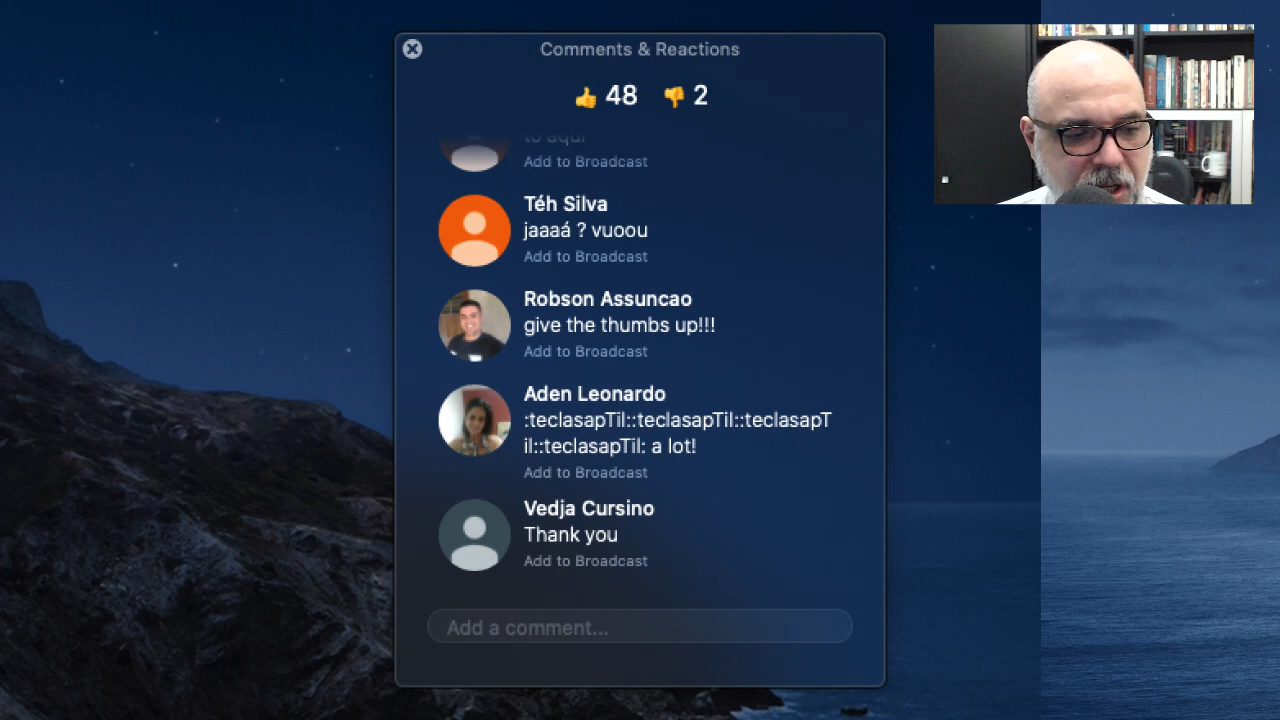 Comments & Reactions
👍 48 👎 2
to aqui
Add to Broadcast
Téh Silva
jaaaá ? vuoou
Add to Broadcast
Robson Assuncao
give the thumbs up!!!
Add to Broadcast
Aden Leonardo
:teclasapTil::teclasapTil::teclasapT
il::teclasapTil: a lot!
Add to Broadcast
Vedja Cursino
Thank you
Add to Broadcast
Add a comment...